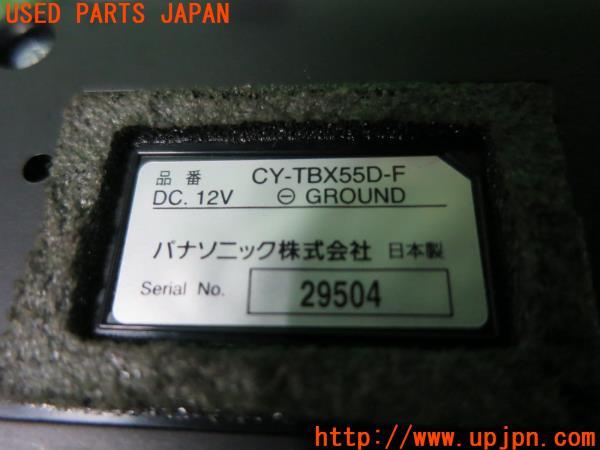 USED PARTS JAPAN
品番 CY-TBX55D-F
DC. 12V ⊖ GROUND
パナソニック株式会社 日本製
Serial No. 29504
http://www.upjpn.com